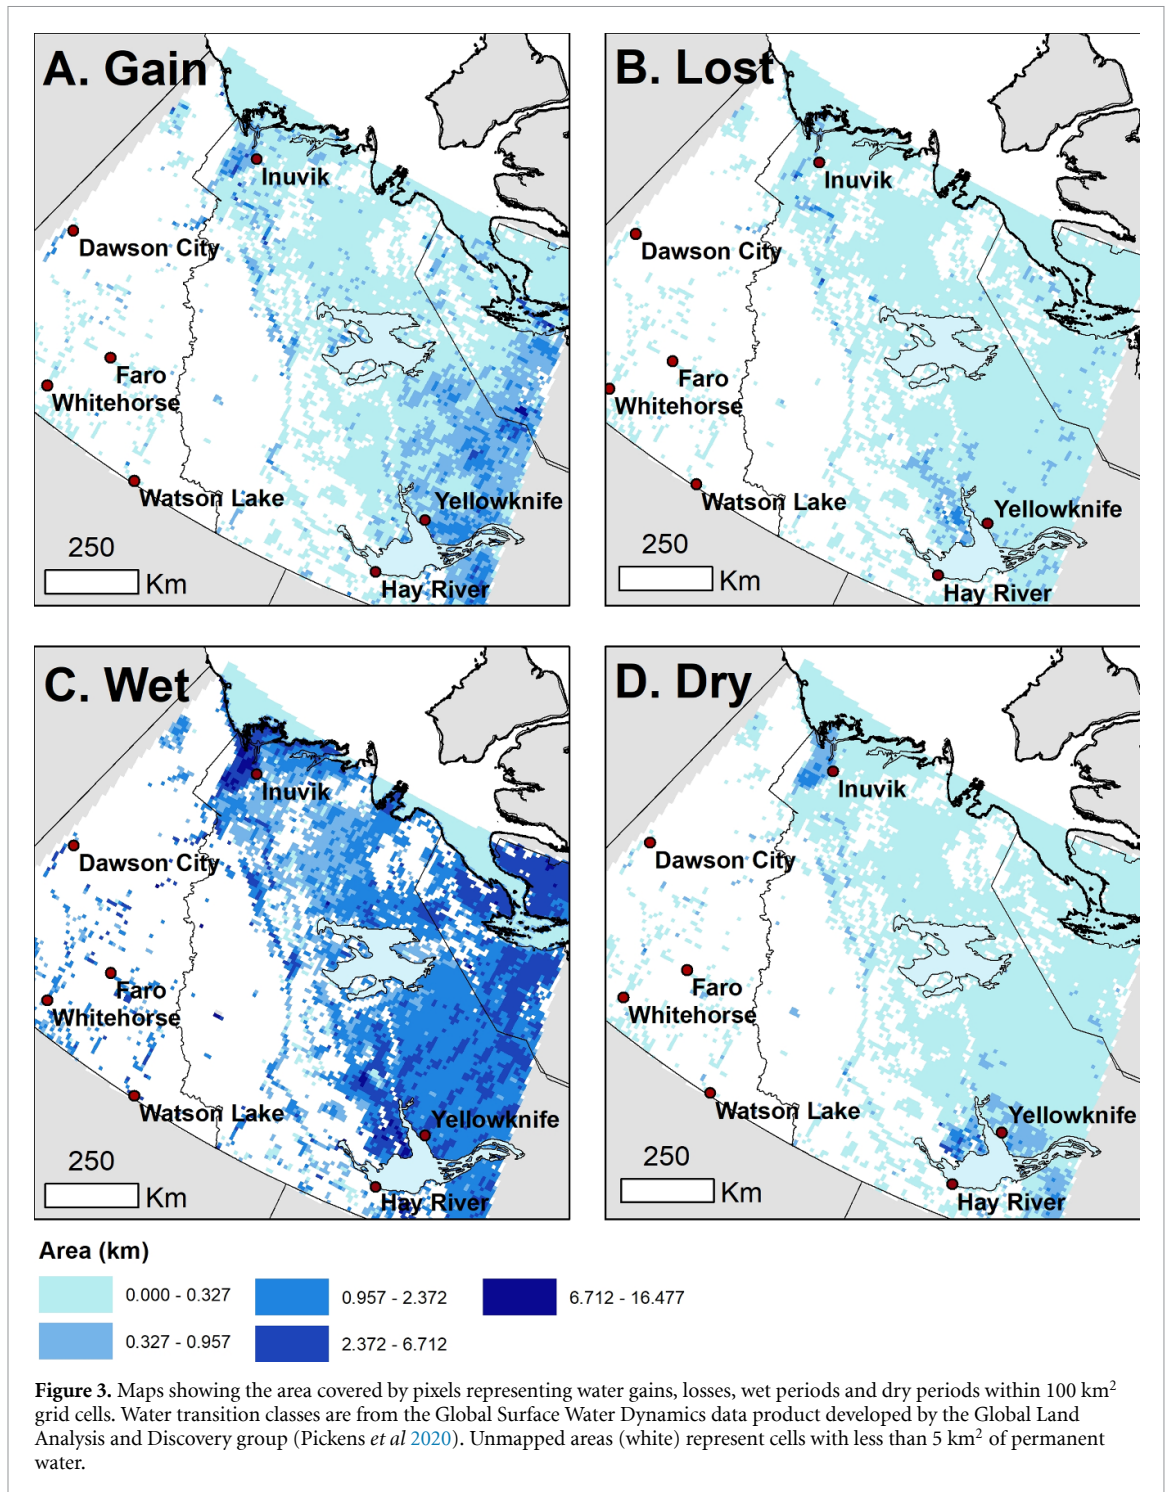 A. Gain
Inuvik
Dawson City
Faro
Whitehorse
Watson Lake
Yellowknife
Hay River
250
Km
B. Lost
Inuvik
Dawson City
Faro
Whitehorse
Watson Lake
Yellowknife
Hay River
250
Km
C. Wet
Inuvik
Dawson City
Faro
Whitehorse
Watson Lake
Yellowknife
Hay River
250
Km
D. Dry
Inuvik
Dawson City
Faro
Whitehorse
Watson Lake
Yellowknife
Hay River
250
Km
Area (km)
0.000 - 0.327
0.957 - 2.372
6.712 - 16.477
0.327 - 0.957
2.372 - 6.712
Figure 3. Maps showing the area covered by pixels representing water gains, losses, wet periods and dry periods within 100 km²
grid cells. Water transition classes are from the Global Surface Water Dynamics data product developed by the Global Land
Analysis and Discovery group (Pickens et al 2020). Unmapped areas (white) represent cells with less than 5 km² of permanent
water.